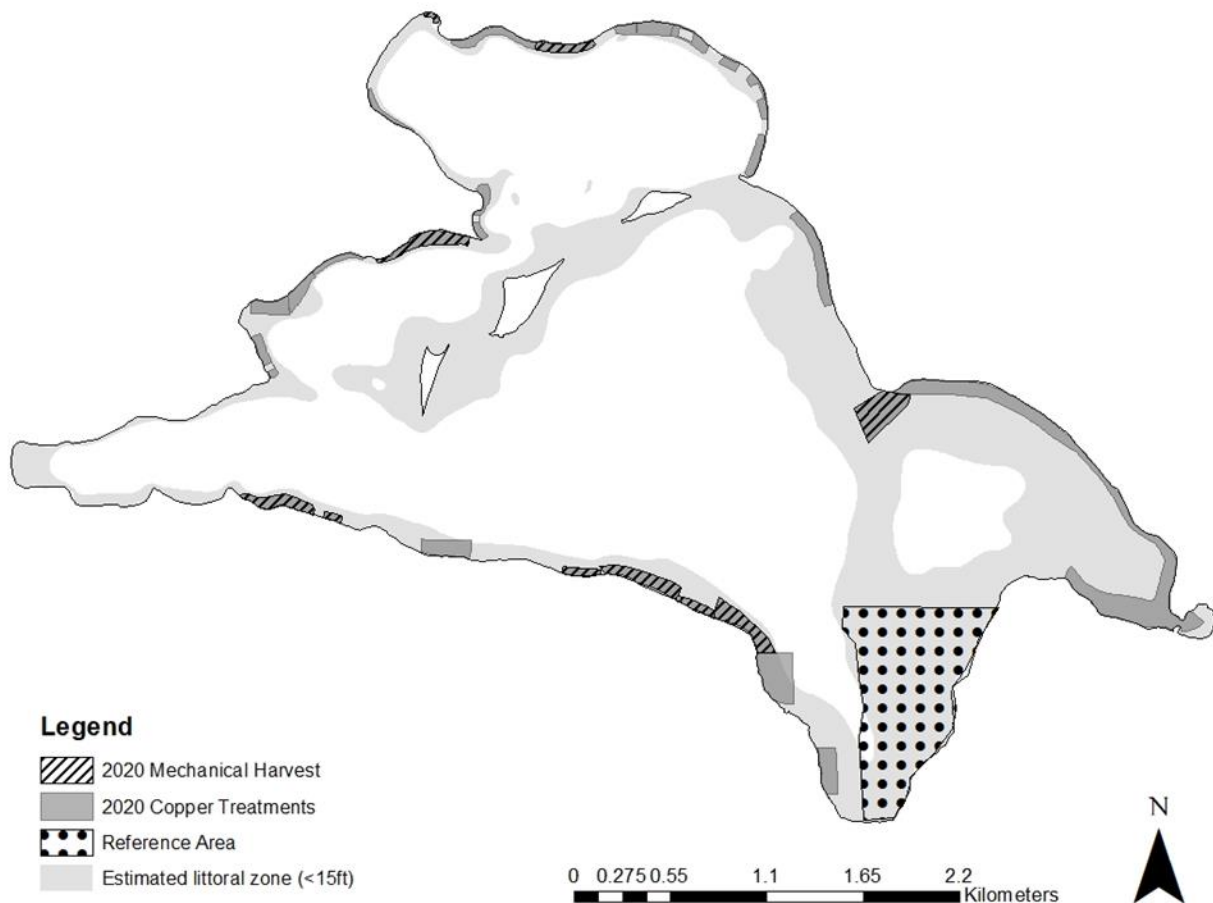 Legend
2020 Mechanical Harvest
2020 Copper Treatments
Reference Area
Estimated littoral zone (<15ft)
0 0.275 0.55 1.1 1.65 2.2
Kilometers
N